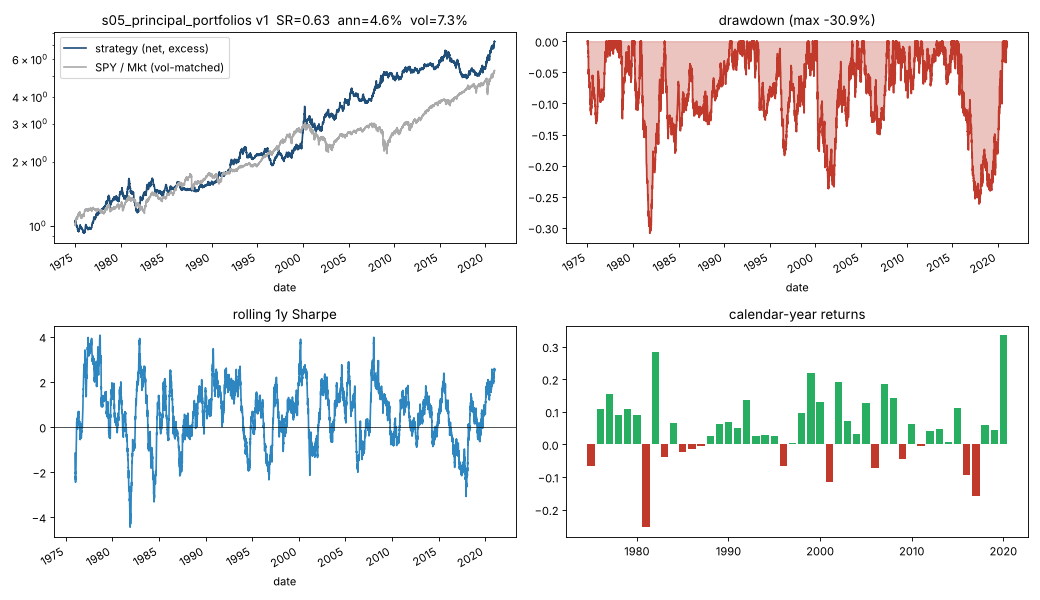 s05_principal_portfolios v1 SR=0.63 ann=4.6% vol=7.3%
strategy (net, excess)
SPY / Mkt (vol-matched)
6 × 10⁰
4 × 10⁰
3 × 10⁰
2 × 10⁰
10⁰
1975 1980 1985 1990 1995 2000 2005 2010 2015 2020
date
drawdown (max -30.9%)
0.00
−0.05
−0.10
−0.15
−0.20
−0.25
−0.30
1975 1980 1985 1990 1995 2000 2005 2010 2015 2020
date
rolling 1y Sharpe
4
2
0
−2
−4
1975 1980 1985 1990 1995 2000 2005 2010 2015 2020
date
calendar-year returns
0.3
0.2
0.1
0.0
−0.1
−0.2
1980 1990 2000 2010 2020